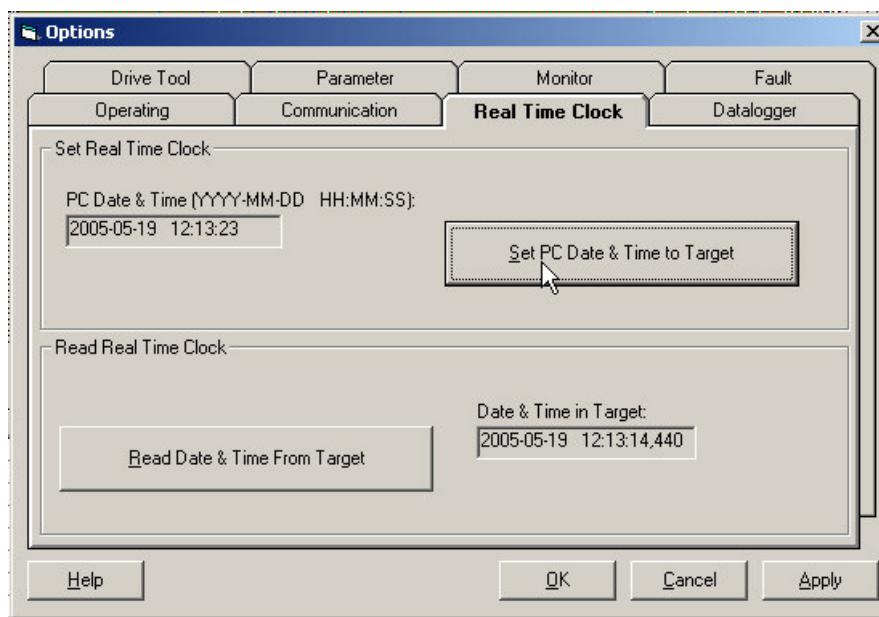 Options
Drive Tool Parameter Monitor Fault
Operating Communication Real Time Clock Datalogger
Set Real Time Clock
PC Date & Time (YYYY-MM-DD HH:MM:SS):
2005-05-19 12:13:23
Set PC Date & Time to Target
Read Real Time Clock
Date & Time in Target:
2005-05-19 12:13:14,440
Read Date & Time From Target
Help OK Cancel Apply